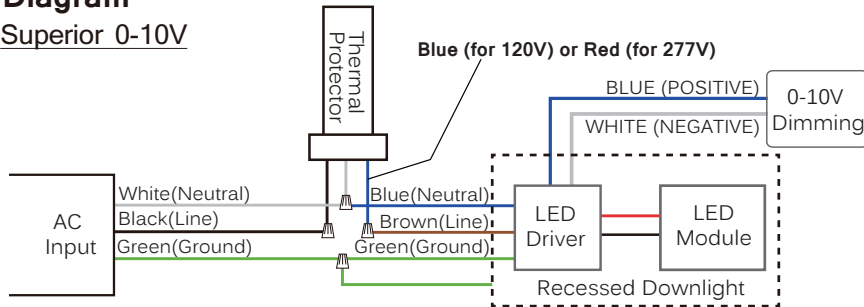 Diagram
Superior 0-10V
Thermal
Protector
Blue (for 120V) or Red (for 277V)
BLUE (POSITIVE)
WHITE (NEGATIVE)
0-10V
Dimming
AC
Input
White(Neutral)
Black(Line)
Green(Ground)
Blue(Neutral)
Brown(Line)
Green(Ground)
LED
Driver
LED
Module
Recessed Downlight